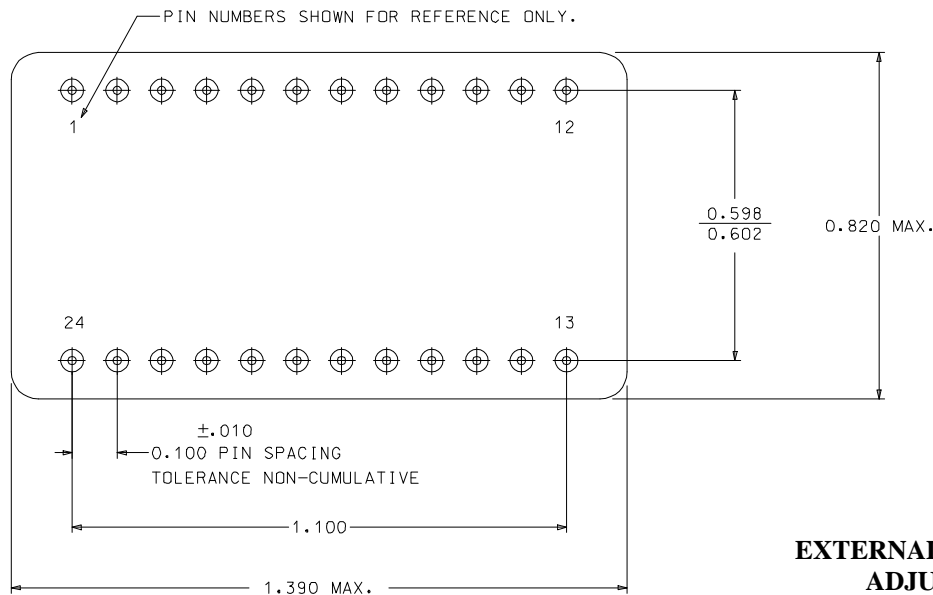 PIN NUMBERS SHOWN FOR REFERENCE ONLY.
1
12
0.598
0.602
0.820 MAX.
24
13
±.010
0.100 PIN SPACING
TOLERANCE NON-CUMULATIVE
1.100
1.390 MAX.
EXTERNAL
ADJU